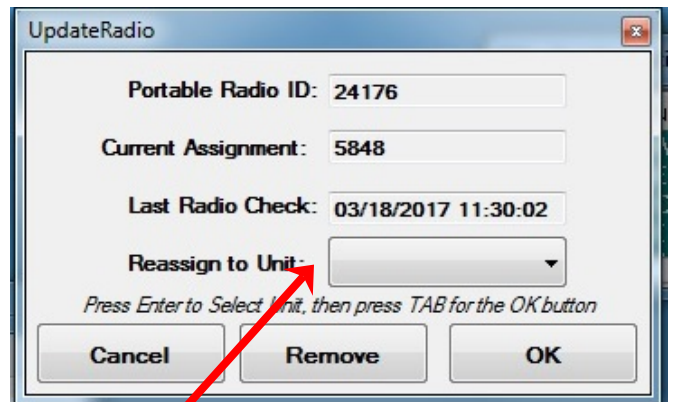 UpdateRadio
Portable Radio ID: 24176
Current Assignment: 5848
Last Radio Check: 03/18/2017 11:30:02
Reassign to Unit:
Press Enter to Select Unit, then press TAB for the OK button
Cancel Remove OK